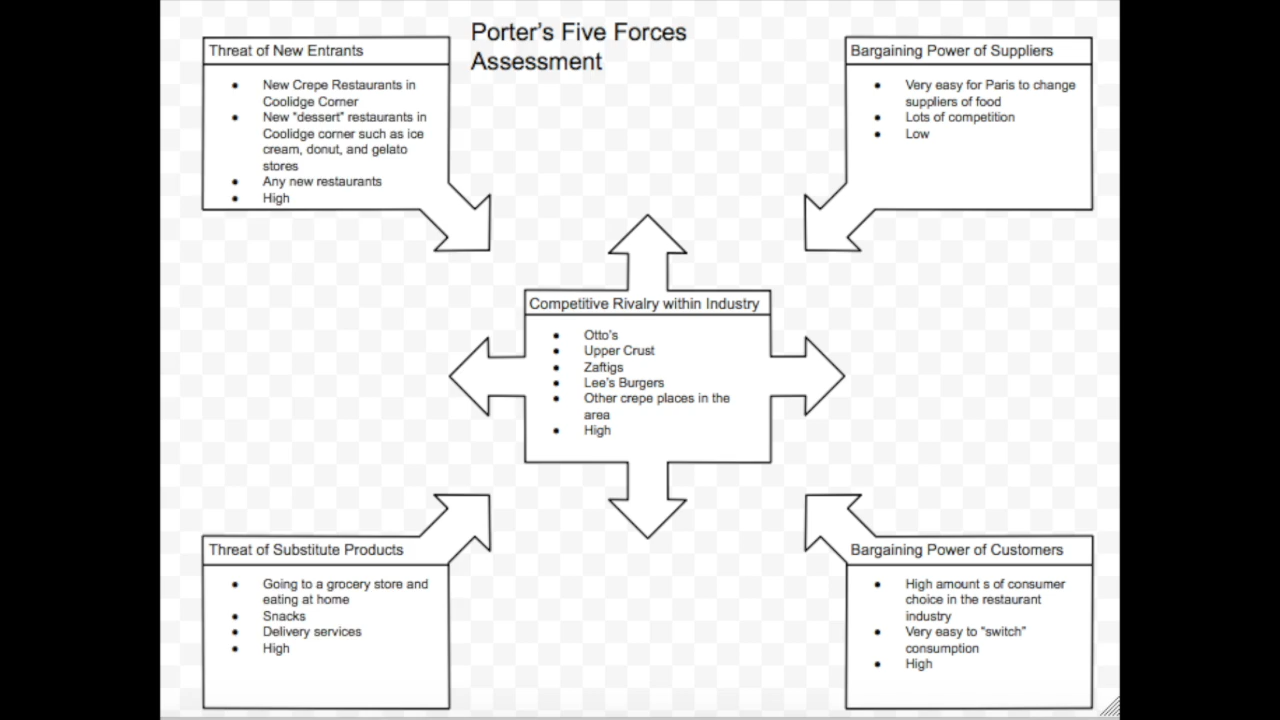 Porter's Five Forces
Assessment
Threat of New Entrants
● New Crepe Restaurants in
Coolidge Corner
● New "dessert" restaurants in
Coolidge corner such as ice
cream, donut, and gelato
stores
● Any new restaurants
● High
Bargaining Power of Suppliers
● Very easy for Paris to change
suppliers of food
● Lots of competition
● Low
Competitive Rivalry within Industry
● Otto's
● Upper Crust
● Zaftigs
● Lee's Burgers
● Other crepe places in the
area
● High
Threat of Substitute Products
● Going to a grocery store and
eating at home
● Snacks
● Delivery services
● High
Bargaining Power of Customers
● High amount s of consumer
choice in the restaurant
industry
● Very easy to "switch"
consumption
● High